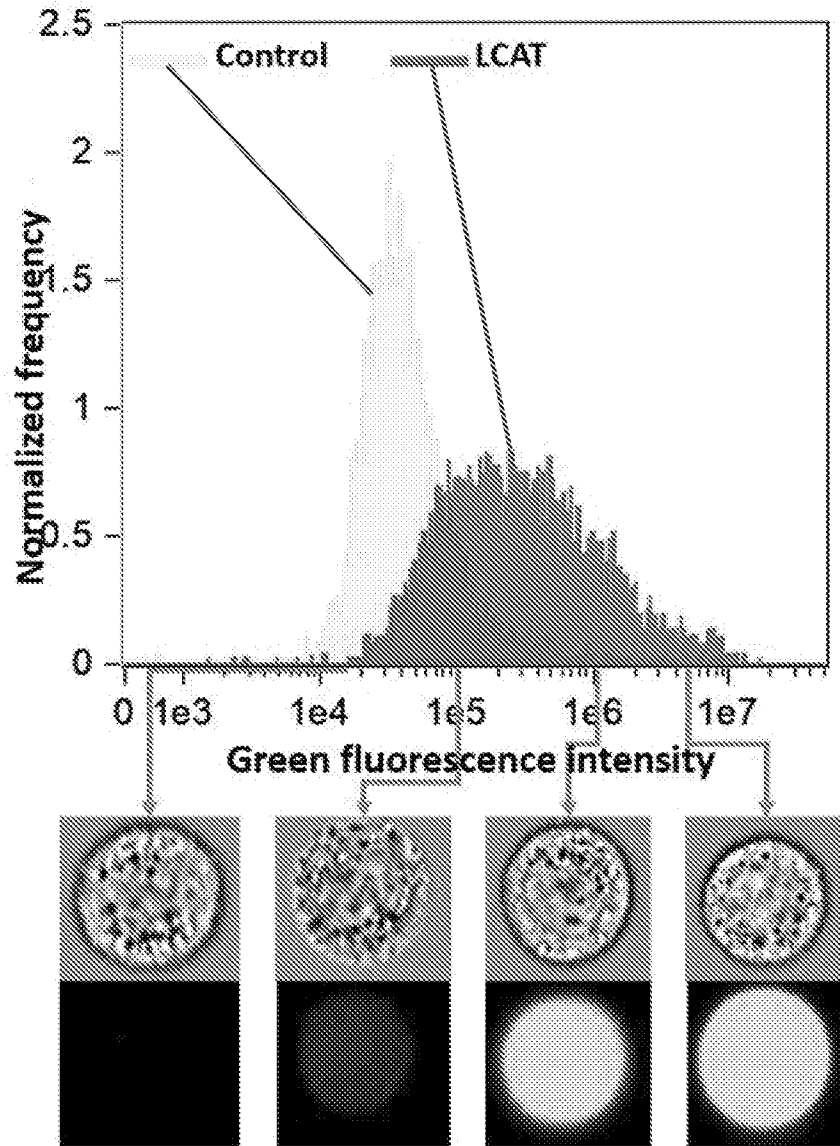 2.5
Control
LCAT
2
1.5
1
0.5
0
Normalized frequency
0 1e3 1e4 1e5 1e6 1e7
Green fluorescence intensity